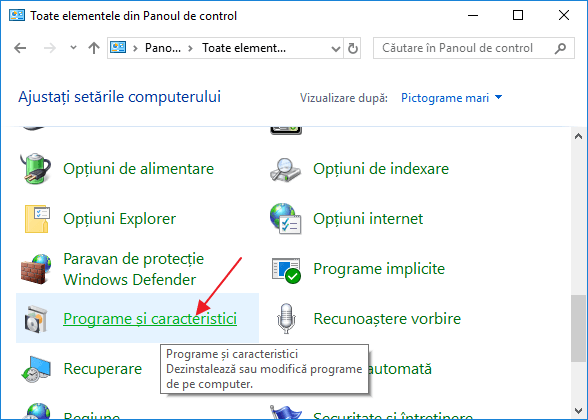 Toate elementele din Panoul de control
Pano...
Toate element...
Căutare în Panoul de control
Ajustați setările computerului
Vizualizare după:
Pictograme mari
Opțiuni de alimentare
Opțiuni de indexare
Opțiuni Explorer
Opțiuni internet
Paravan de protecție
Windows Defender
Programe implicite
Programe și caracteristici
Recunoaștere vorbire
Programe și caracteristici
Dezinstalează sau modifică programe
de pe computer.
Recuperare
automată
Regiune
Securitate și întreținere